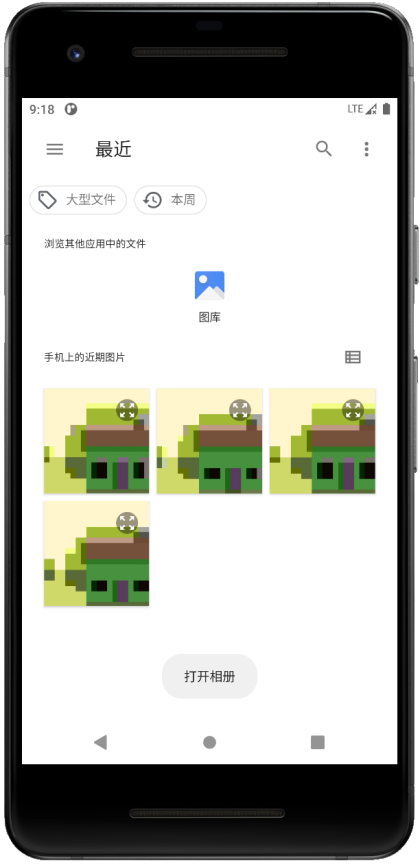 9:18 LTE
最近
大型文件 本周
浏览其他应用中的文件
图库
手机上的近期图片
打开相册